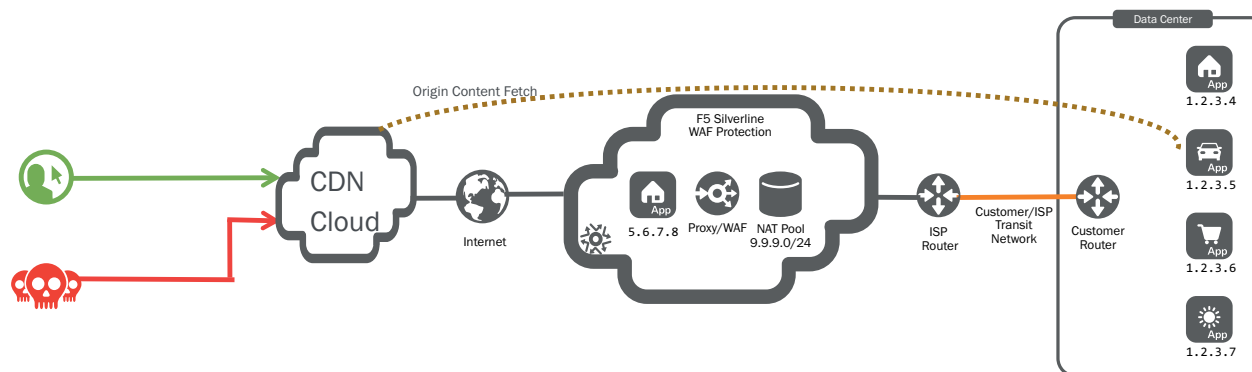 Data Center
App
1.2.3.4
Origin Content Fetch
F5 Silverline
WAF Protection
App
1.2.3.5
CDN
Cloud
App
5.6.7.8
Proxy/WAF
NAT Pool
9.9.9.0/24
Internet
ISP
Router
Customer/ISP
Transit
Network
Customer
Router
App
1.2.3.6
App
1.2.3.7